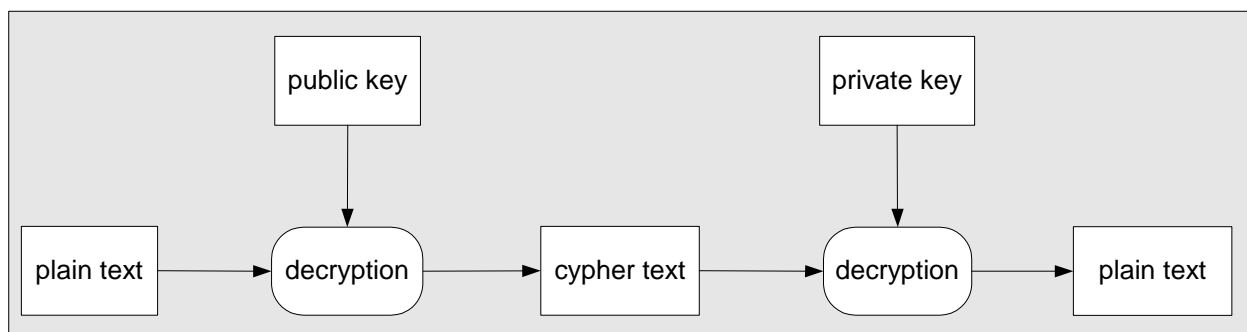 public key
private key
plain text
decryption
cypher text
decryption
plain text